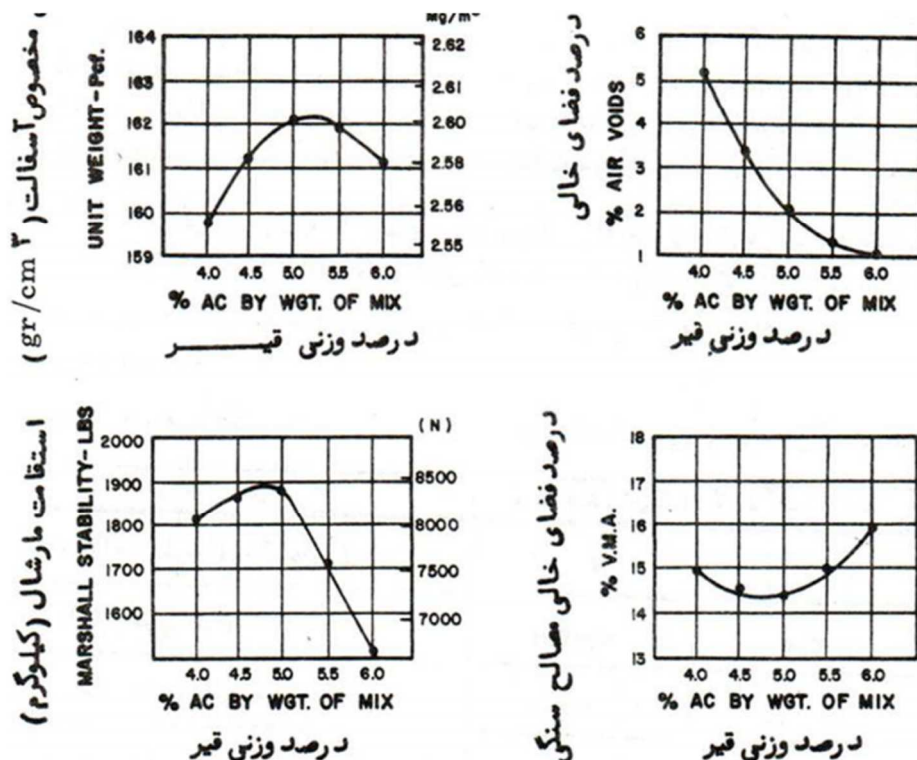 مخصوص آسفالت (gr/cm³)
UNIT WEIGHT-Pcf.
164
163
162
161
160
159
Mg/m³
2.62
2.61
2.60
2.58
2.56
2.55
4.0 4.5 5.0 5.5 6.0
% AC BY WGT. OF MIX
درصد وزنی قیر
درصد فضای خالی
% AIR VOIDS
6
5
4
3
2
1
4.0 4.5 5.0 5.5 6.0
% AC BY WGT. OF MIX
درصد وزنی قیر
استقامت مارشال (کیلوگرم)
MARSHALL STABILITY-LBS
2000
1900
1800
1700
1600
(N)
8500
8000
7500
7000
4.0 4.5 5.0 5.5 6.0
% AC BY WGT. OF MIX
درصد وزنی قیر
درصد فضای خالی مصالح سنگی
% V.M.A.
18
17
16
15
14
13
4.0 4.5 5.0 5.5 6.0
% AC BY WGT. OF MIX
درصد وزنی قیر